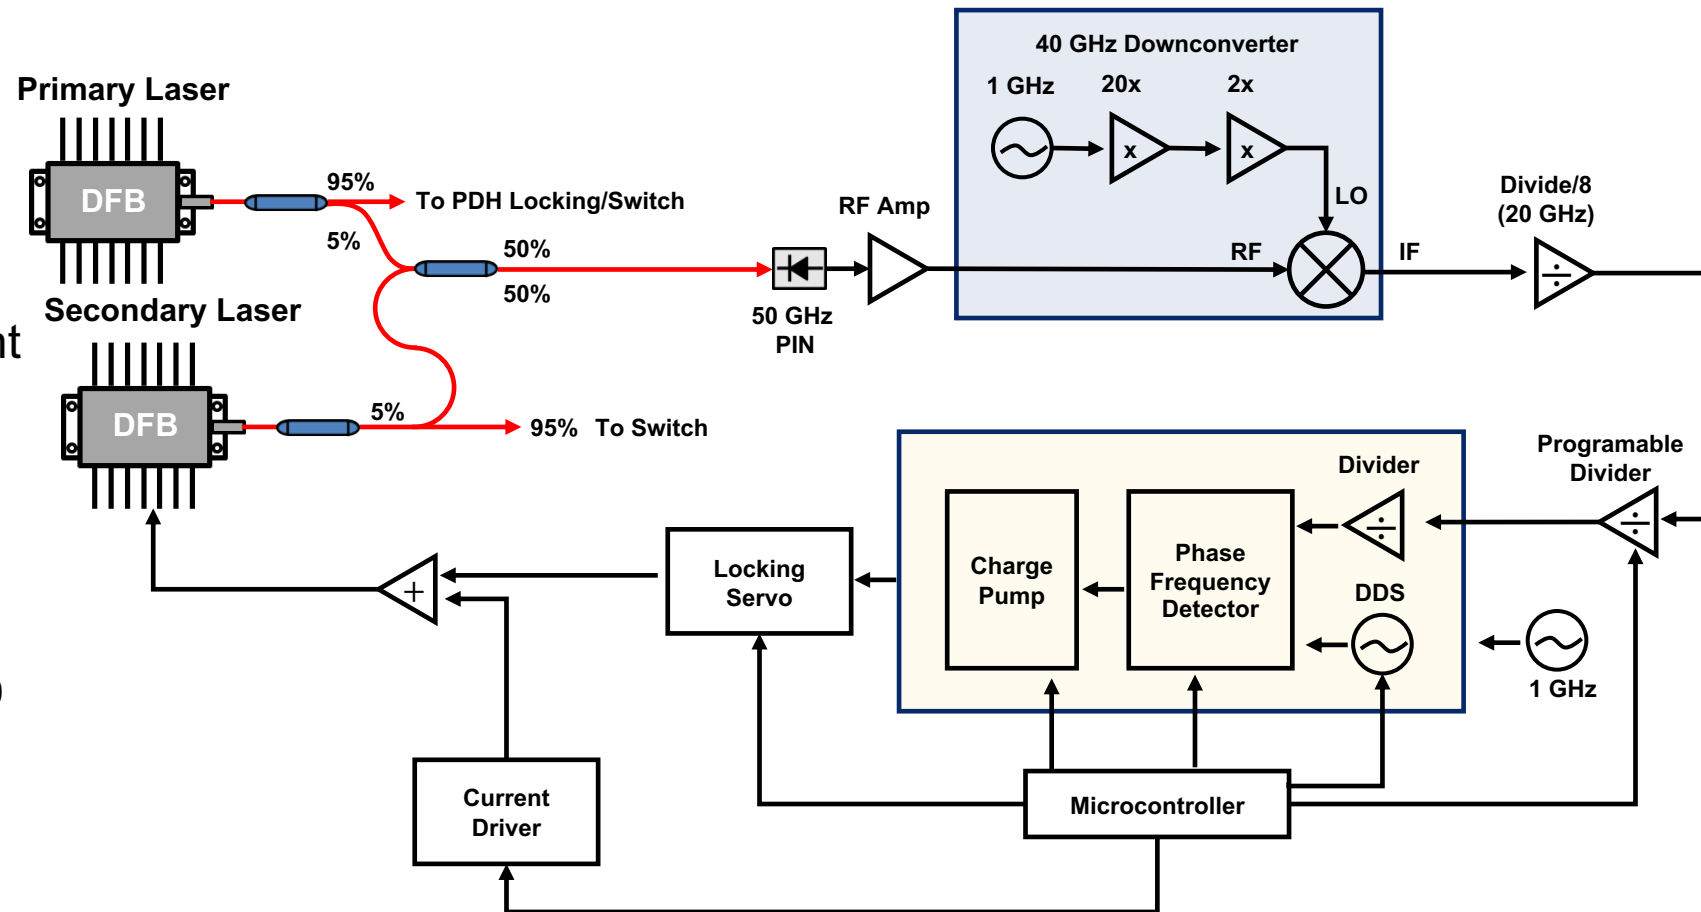 40 GHz Downconverter
1 GHz
20x
2x
Primary Laser
DFB
95%
To PDH Locking/Switch
5%
RF Amp
x
x
LO
Divide/8
(20 GHz)
50%
50%
50 GHz
PIN
RF
IF
÷
Secondary Laser
nt
DFB
5%
95% To Switch
Programable
Divider
÷
Divider
÷
Phase
Frequency
Detector
Charge
Pump
DDS
1 GHz
Locking
Servo
+
)
Current
Driver
Microcontroller